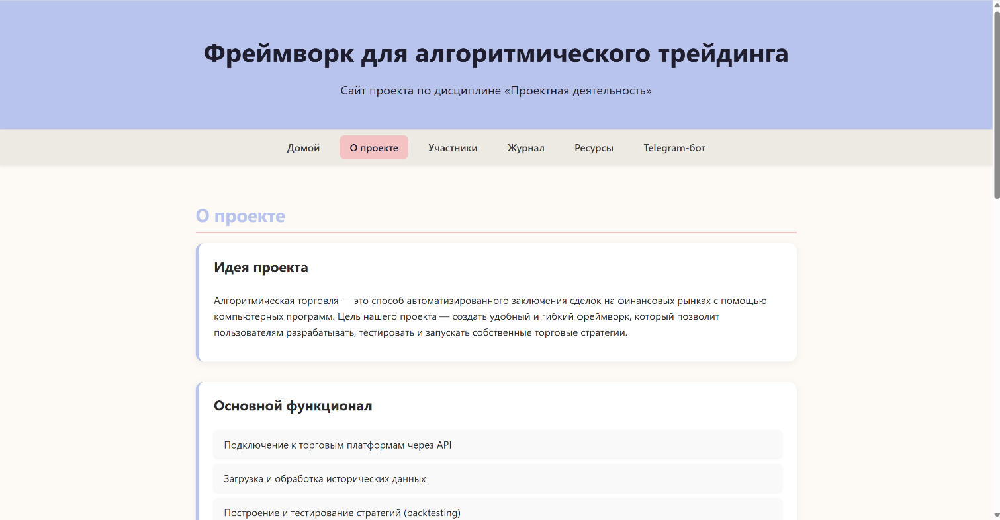 Фреймворк для алгоритмического трейдинга
Сайт проекта по дисциплине «Проектная деятельность»
Домой О проекте Участники Журнал Ресурсы Telegram-бот
О проекте
Идея проекта
Алгоритмическая торговля — это способ автоматизированного заключения сделок на финансовых рынках с помощью
компьютерных программ. Цель нашего проекта — создать удобный и гибкий фреймворк, который позволит
пользователям разрабатывать, тестировать и запускать собственные торговые стратегии.
Основной функционал
Подключение к торговым платформам через API
Загрузка и обработка исторических данных
Построение и тестирование стратегий (backtesting)